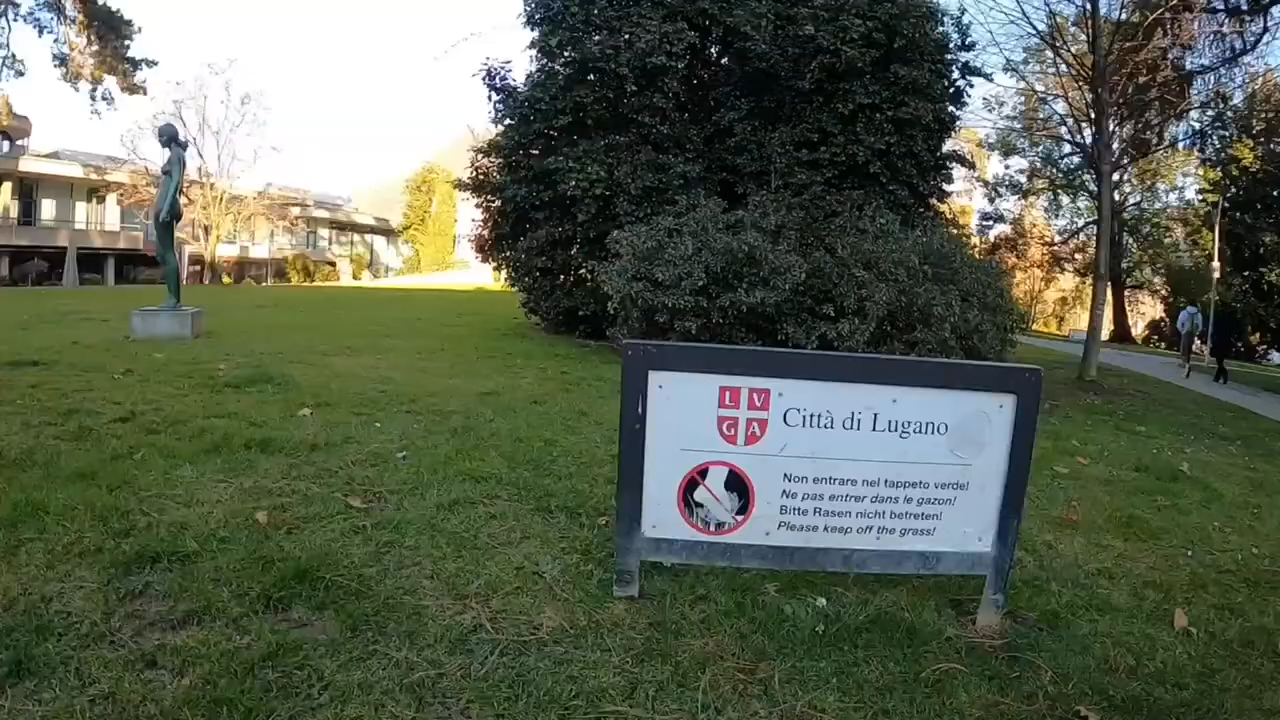 L V
G A
Città di Lugano
Non entrare nel tappeto verde!
Ne pas entrer dans le gazon!
Bitte Rasen nicht betreten!
Please keep off the grass!